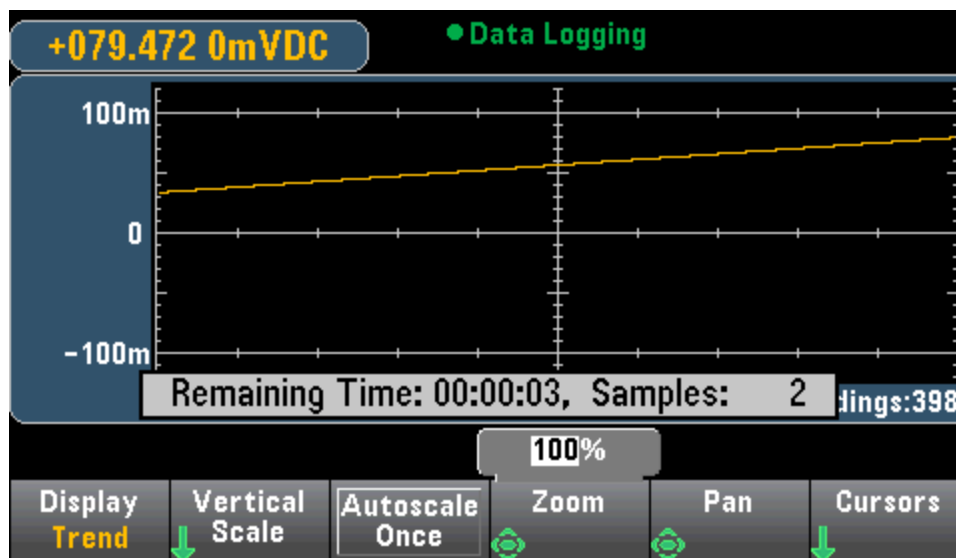 +079.472 0mVDC
Data Logging
100m
0
-100m
Remaining Time: 00:00:03, Samples: 2
dings:398
100%
Display
Trend
Vertical
Scale
Autoscale
Once
Zoom
Pan
Cursors